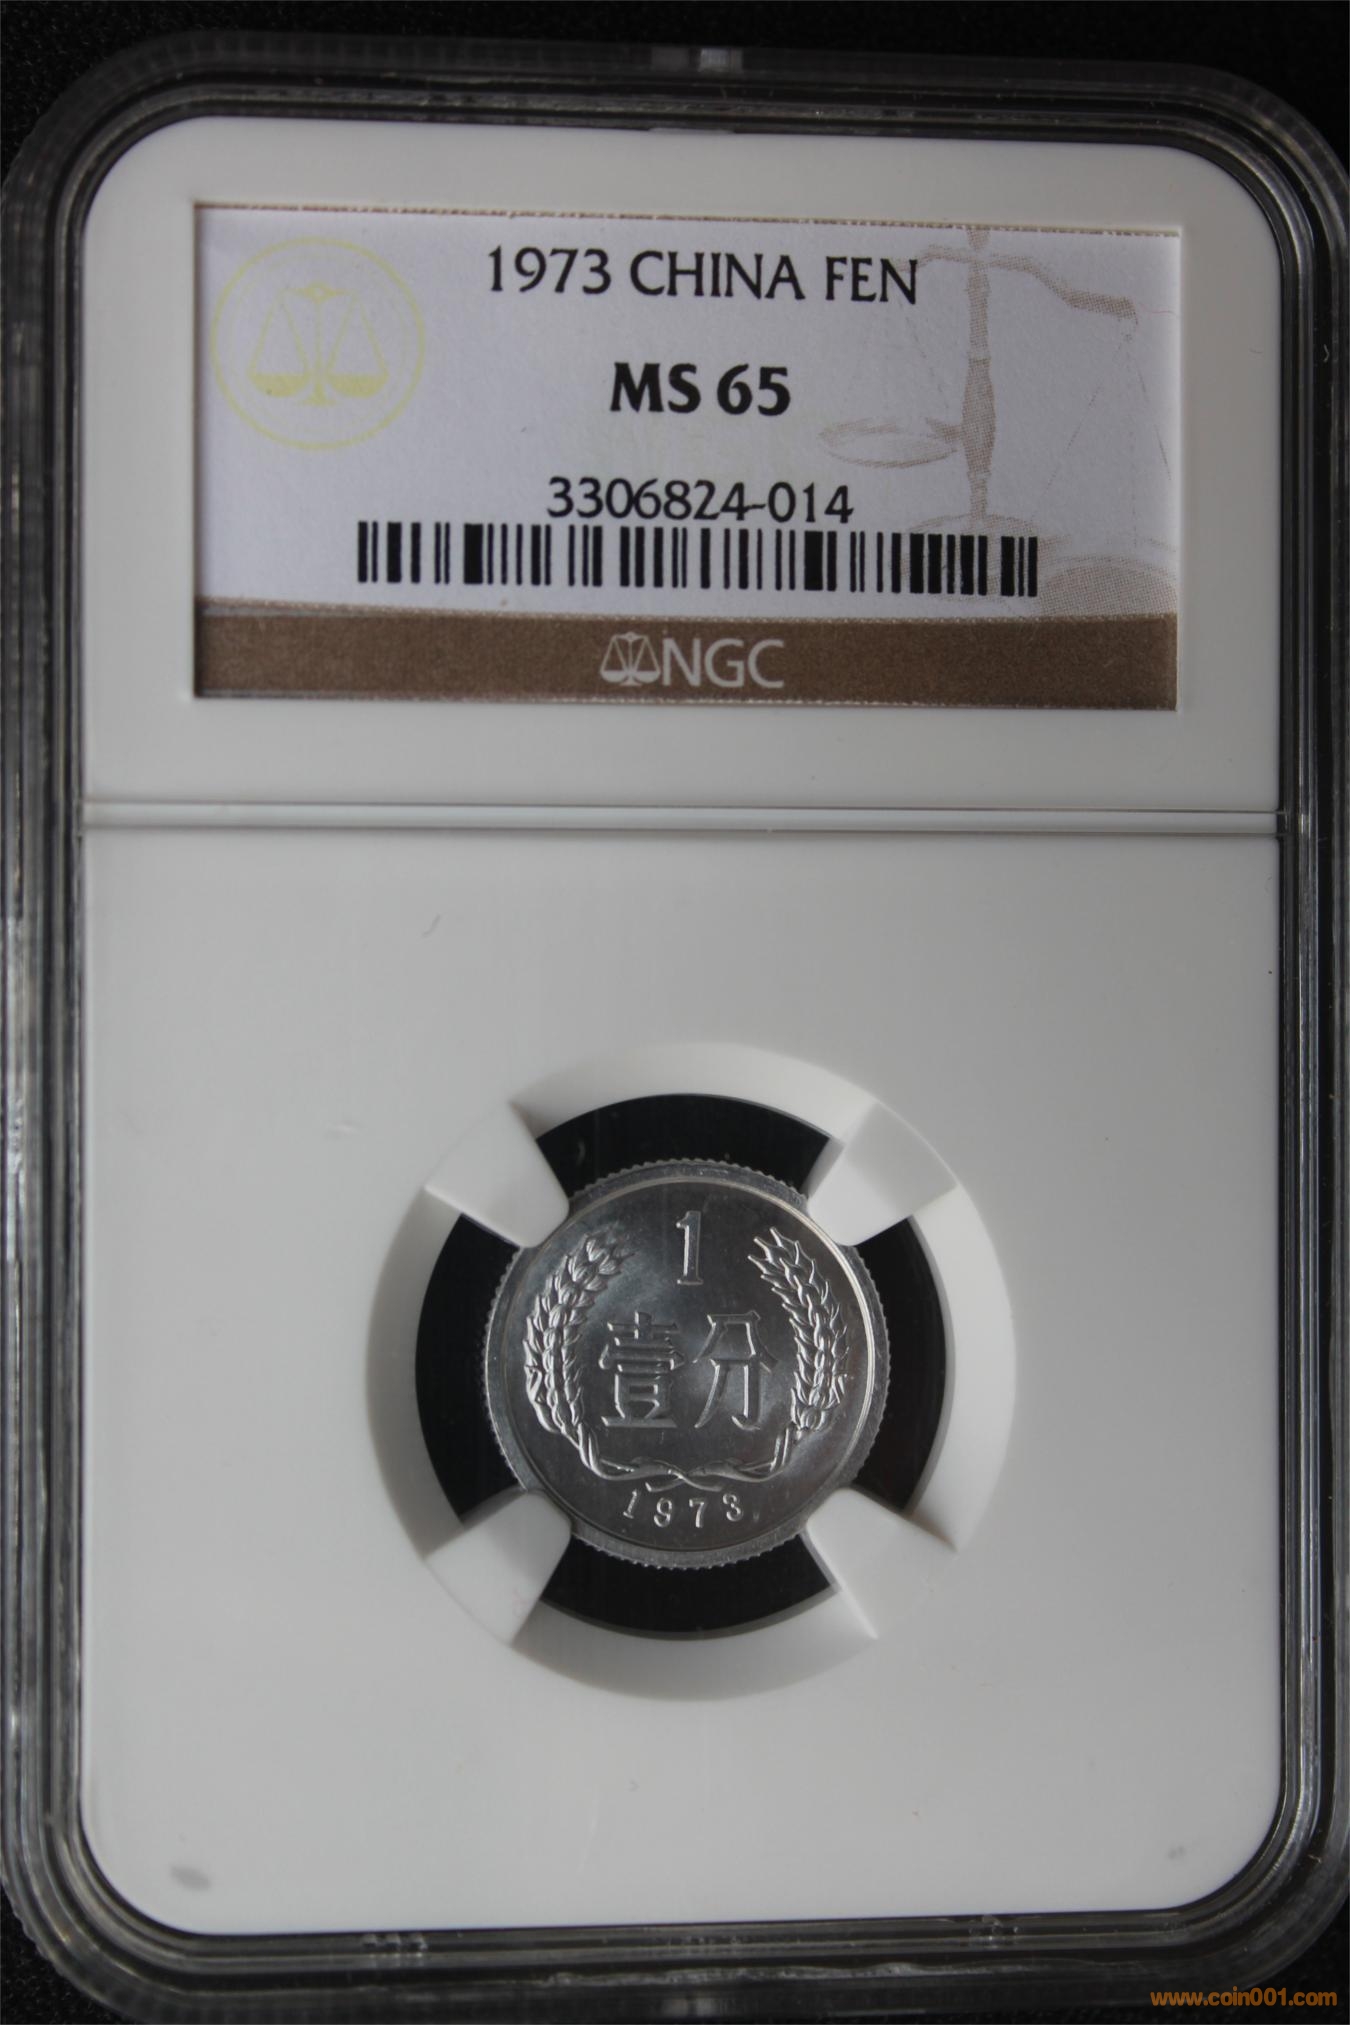 1973 CHINA FEN
MS 65
3306824-014
NGC
1
壹分
1973
www.coin001.com